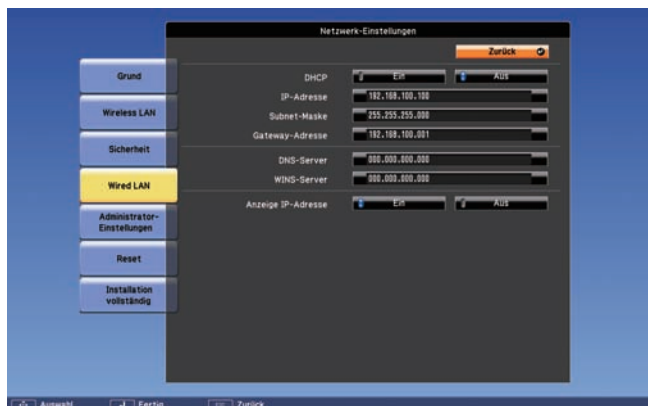 Netzwerk-Einstellungen
Zurück
Grund
Wireless LAN
Sicherheit
Wired LAN
Administrator-
Einstellungen
Reset
Installation
vollständig
DHCP Ein Aus
IP-Adresse 192.168.100.100
Subnet-Maske 255.255.255.000
Gateway-Adresse 192.168.100.001
DNS-Server 000.000.000.000
WINS-Server 000.000.000.000
Anzeige IP-Adresse Ein Aus
Auswahl Fertig Zurück